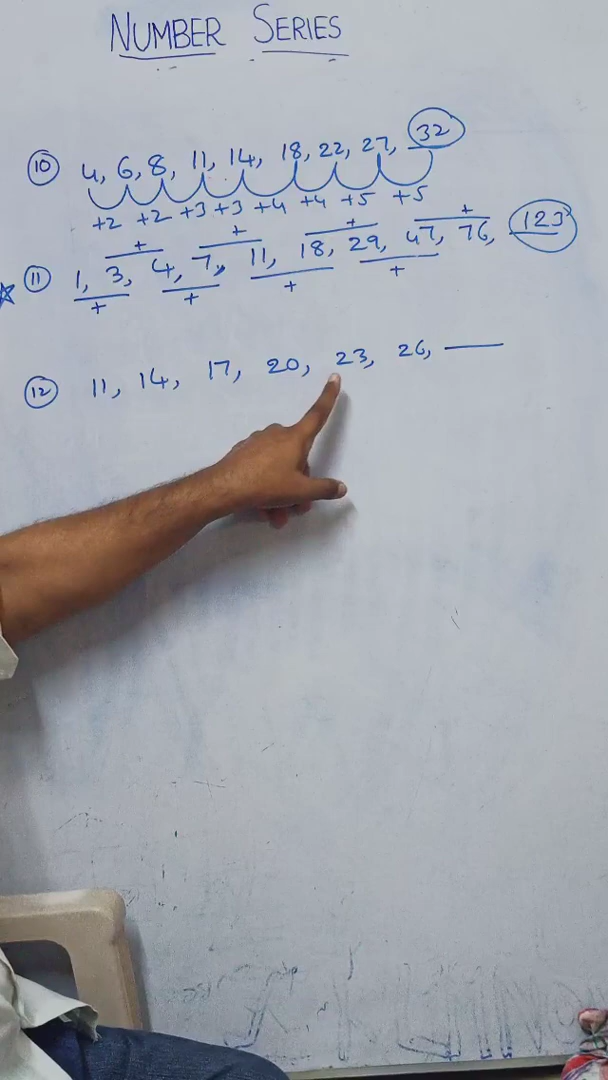 NUMBER SERIES
10 4, 6, 8, 11, 14, 18, 22, 27, 32
+2 +2 +3 +3 +4 +4 +5 +5
+ + + +
11 1, 3, 4, 7, 11, 18, 29, 47, 76, 123
+ + + +
12 11, 14, 17, 20, 23, 26, ___